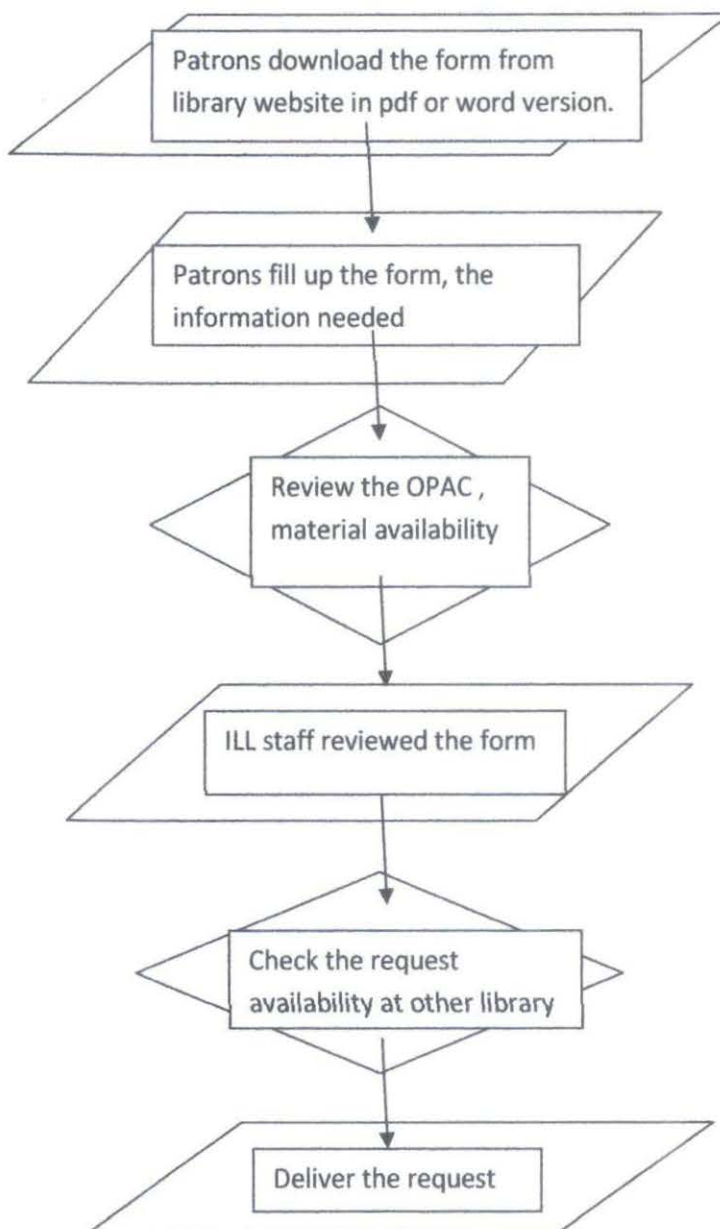 Patrons download the form from
library website in pdf or word version.
Patrons fill up the form, the
information needed
Review the OPAC ,
material availability
ILL staff reviewed the form
Check the request
availability at other library
Deliver the request